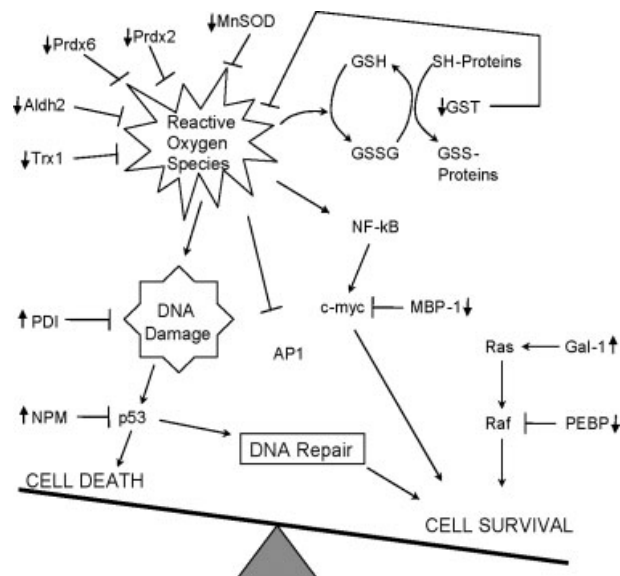 ↓MnSOD
↓Prdx2
↓Prdx6
GSH
SH-Proteins
↓Aldh2
Reactive
Oxygen
Species
↓GST
↓Trx1
GSSG
GSS-
Proteins
NF-kB
↑PDI
DNA
Damage
c-myc
MBP-1↓
AP1
Ras
Gal-1↑
↑NPM
p53
Raf
PEBP↓
DNA Repair
CELL DEATH
CELL SURVIVAL